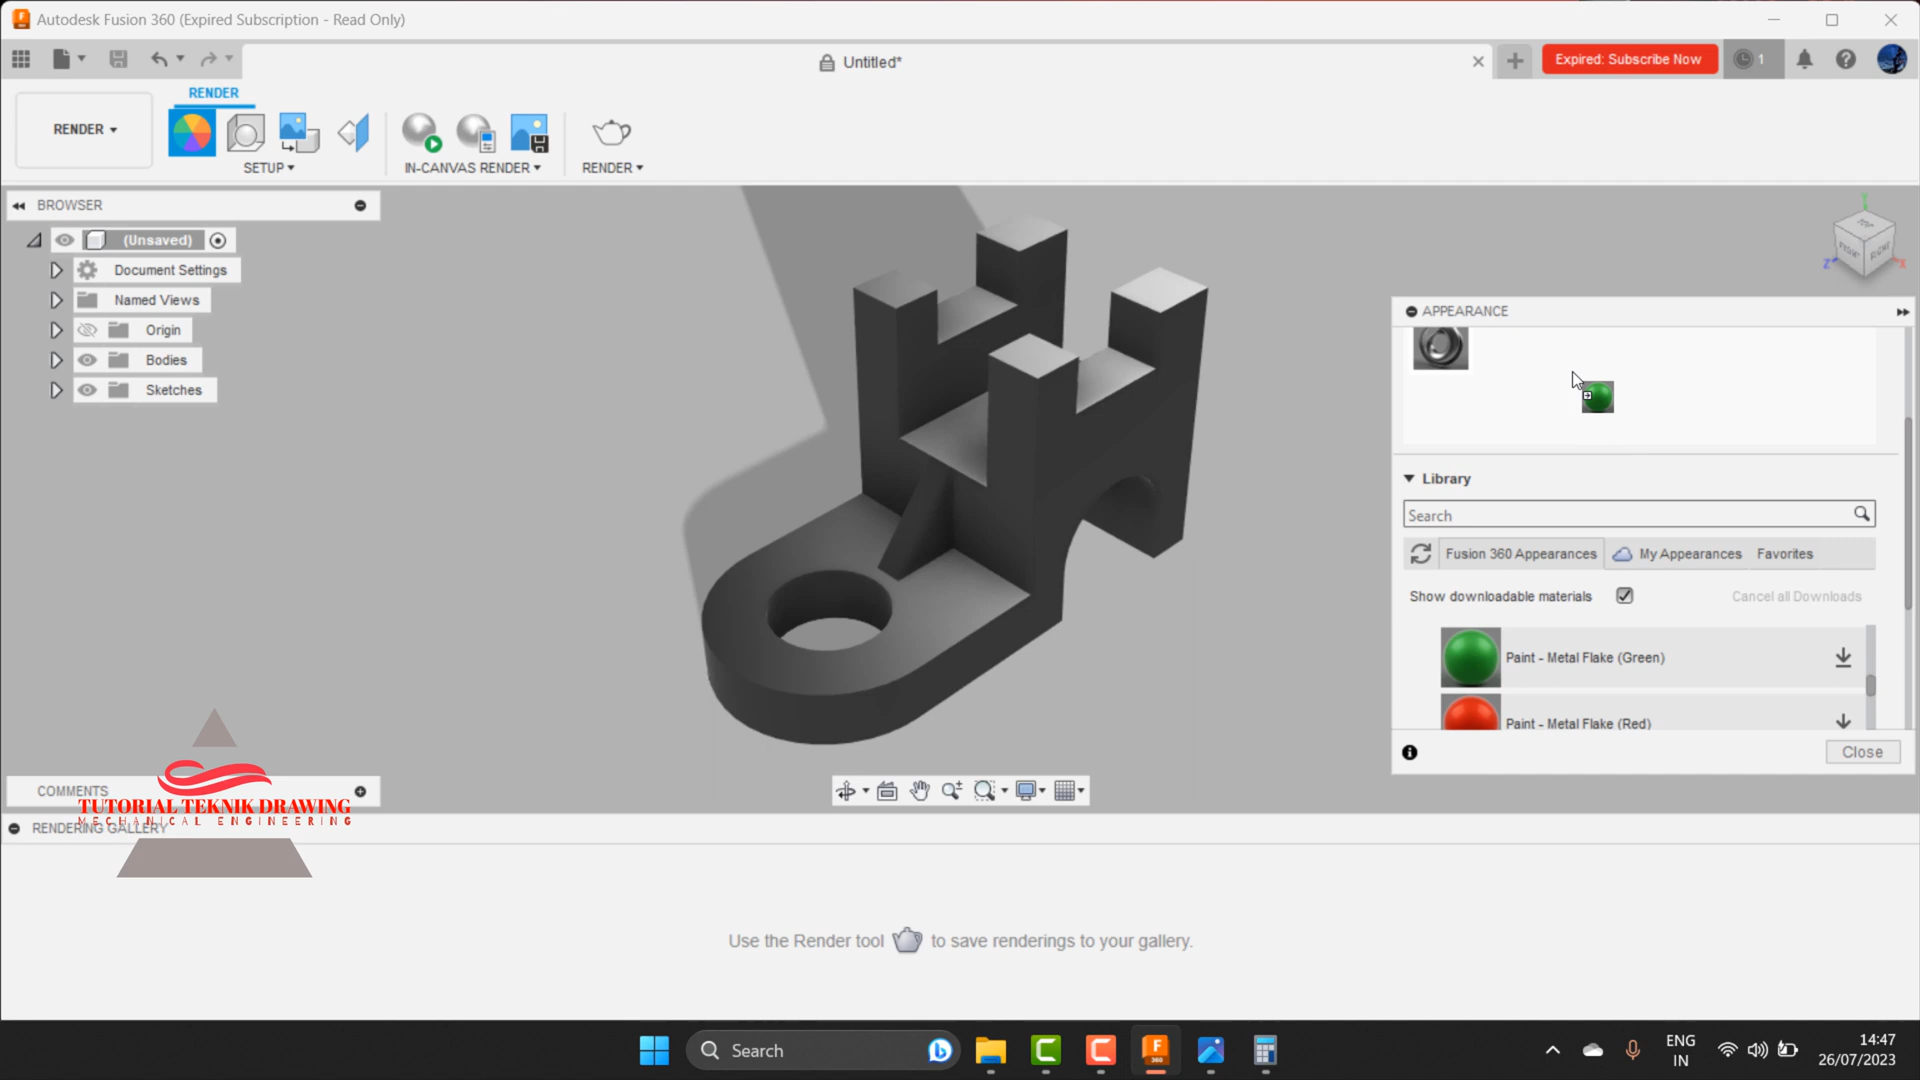 Autodesk Fusion 360 (Expired Subscription - Read Only)
Untitled*
Expired: Subscribe Now
1
RENDER
RENDER
SETUP
IN-CANVAS RENDER
RENDER
BROWSER
(Unsaved)
Document Settings
Named Views
Origin
Bodies
Sketches
FRONT
RIGHT
Z
X
Y
APPEARANCE
Library
Search
Fusion 360 Appearances
My Appearances
Favorites
Show downloadable materials
Cancel all Downloads
Paint - Metal Flake (Green)
Paint - Metal Flake (Red)
Close
COMMENTS
TUTORIAL TEKNIK DRAWING
MECHANICAL ENGINEERING
RENDERING GALLERY
Use the Render tool to save renderings to your gallery.
Search
F
360
ENG
IN
14:47
26/07/2023